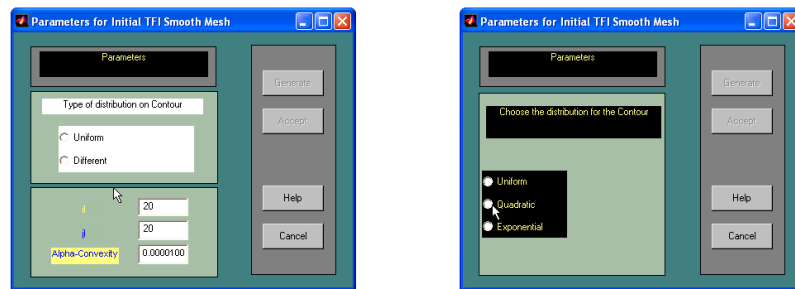 Parameters for Initial TFI Smooth Mesh
Parameters
Type of distribution on Contour
Uniform
Different
il
20
jl
20
Alpha-Convexity
0.0000100
Generate
Accept
Help
Cancel
Parameters for Initial TFI Smooth Mesh
Parameters
Choose the distribution for the Contour
Uniform
Quadratic
Exponential
Generate
Accept
Help
Cancel